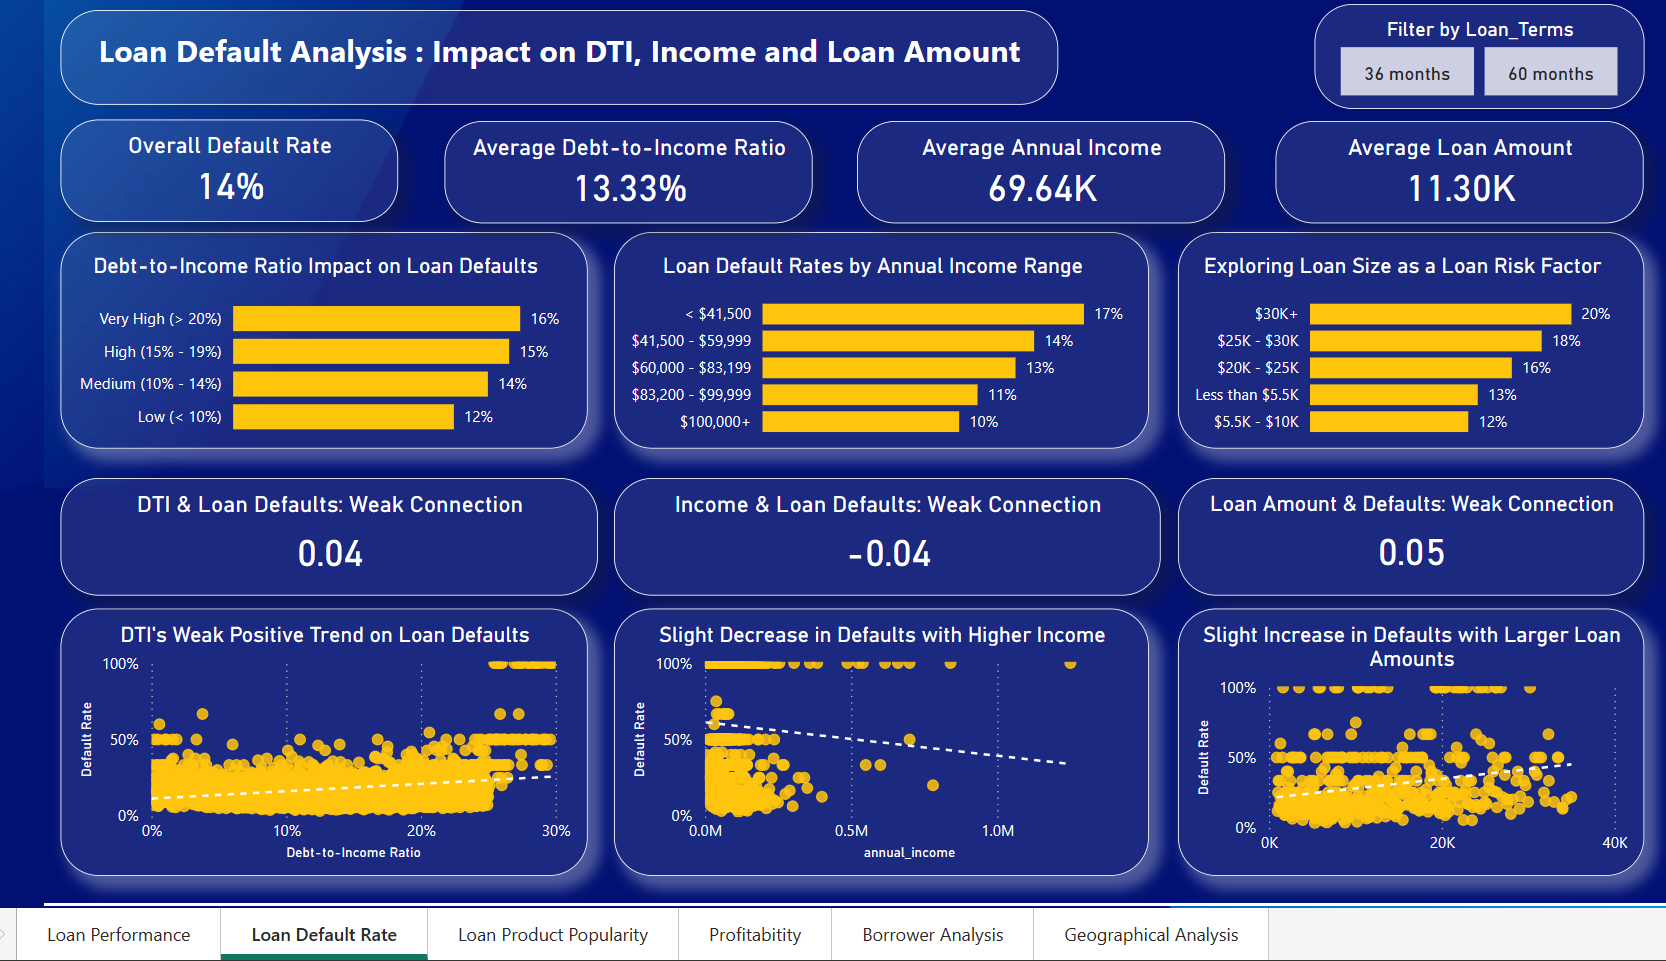 Loan Default Analysis : Impact on DTI, Income and Loan Amount
Filter by Loan_Terms
36 months
60 months
Overall Default Rate
14%
Average Debt-to-Income Ratio
13.33%
Average Annual Income
69.64K
Average Loan Amount
11.30K
Debt-to-Income Ratio Impact on Loan Defaults
Very High (> 20%) 16%
High (15% - 19%) 15%
Medium (10% - 14%) 14%
Low (< 10%) 12%
Loan Default Rates by Annual Income Range
< $41,500 17%
$41,500 - $59,999 14%
$60,000 - $83,199 13%
$83,200 - $99,999 11%
$100,000+ 10%
Exploring Loan Size as a Loan Risk Factor
$30K+ 20%
$25K - $30K 18%
$20K - $25K 16%
Less than $5.5K 13%
$5.5K - $10K 12%
DTI & Loan Defaults: Weak Connection
0.04
Income & Loan Defaults: Weak Connection
-0.04
Loan Amount & Defaults: Weak Connection
0.05
DTI's Weak Positive Trend on Loan Defaults
Default Rate
100%
50%
0%
0% 10% 20% 30%
Debt-to-Income Ratio
Slight Decrease in Defaults with Higher Income
Default Rate
100%
50%
0%
0.0M 0.5M 1.0M
annual_income
Slight Increase in Defaults with Larger Loan
Amounts
Default Rate
100%
50%
0%
0K 20K 40K
Loan Performance
Loan Default Rate
Loan Product Popularity
Profitabitity
Borrower Analysis
Geographical Analysis